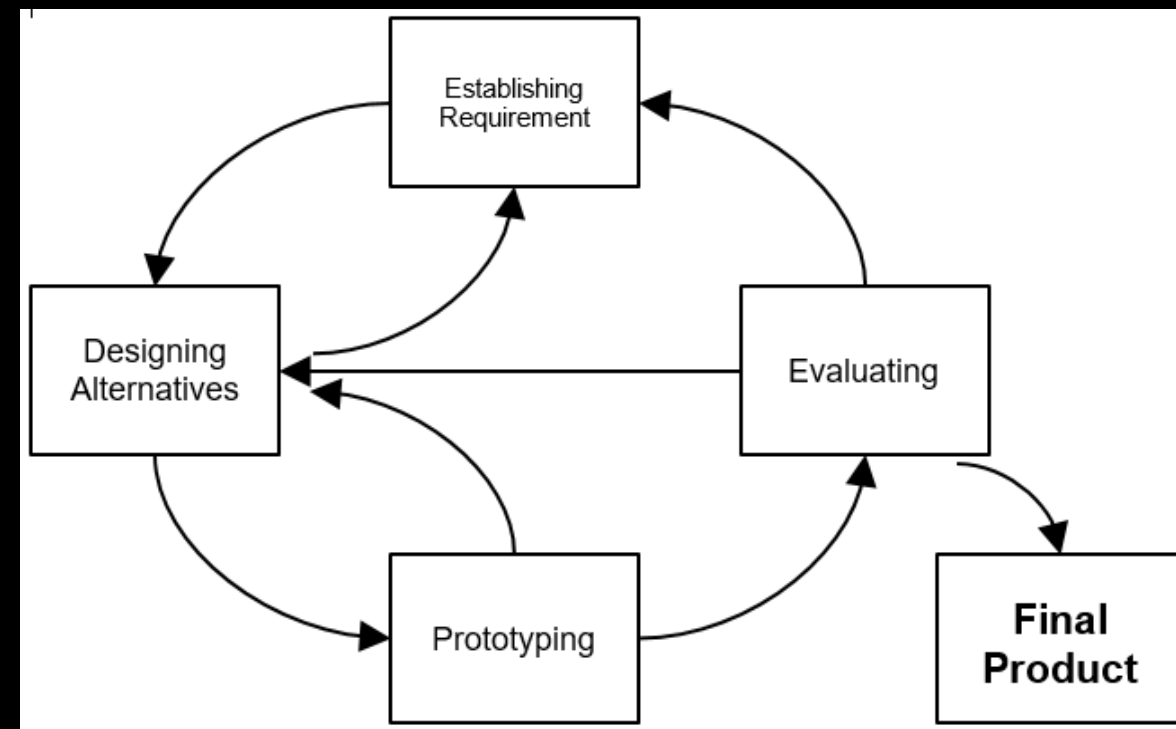 Establishing
Requirement
Designing
Alternatives
Evaluating
Prototyping
Final
Product